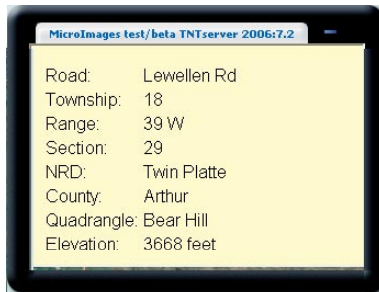 MicroImages test/beta TNTserver 2006:7.2
Road: Lewellen Rd
Township: 18
Range: 39 W
Section: 29
NRD: Twin Platte
County: Arthur
Quadrangle: Bear Hill
Elevation: 3668 feet